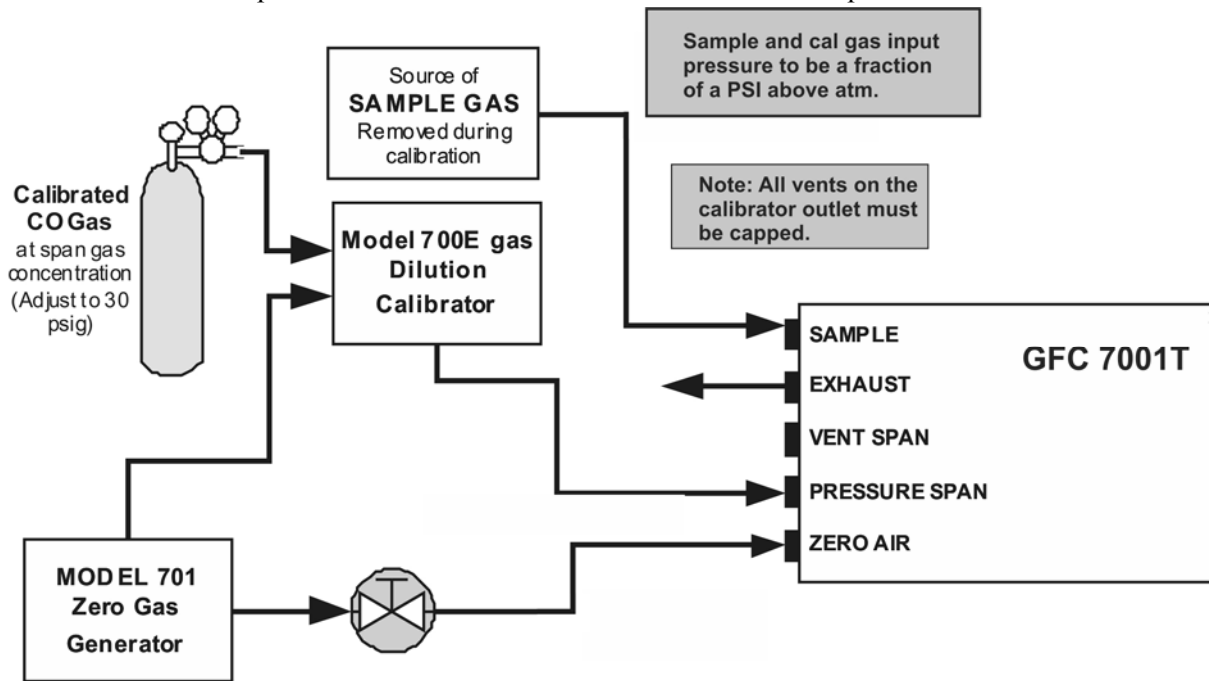 Source of
SAMPLE GAS
Removed during
calibration
Sample and cal gas input
pressure to be a fraction
of a PSI above atm.
Calibrated
CO Gas
at span gas
concentration
(Adjust to 30
psig)
Model 700E gas
Dilution
Calibrator
Note: All vents on the
calibrator outlet must
be capped.
GFC 7001T
SAMPLE
EXHAUST
VENT SPAN
PRESSURE SPAN
ZERO AIR
MODEL 701
Zero Gas
Generator